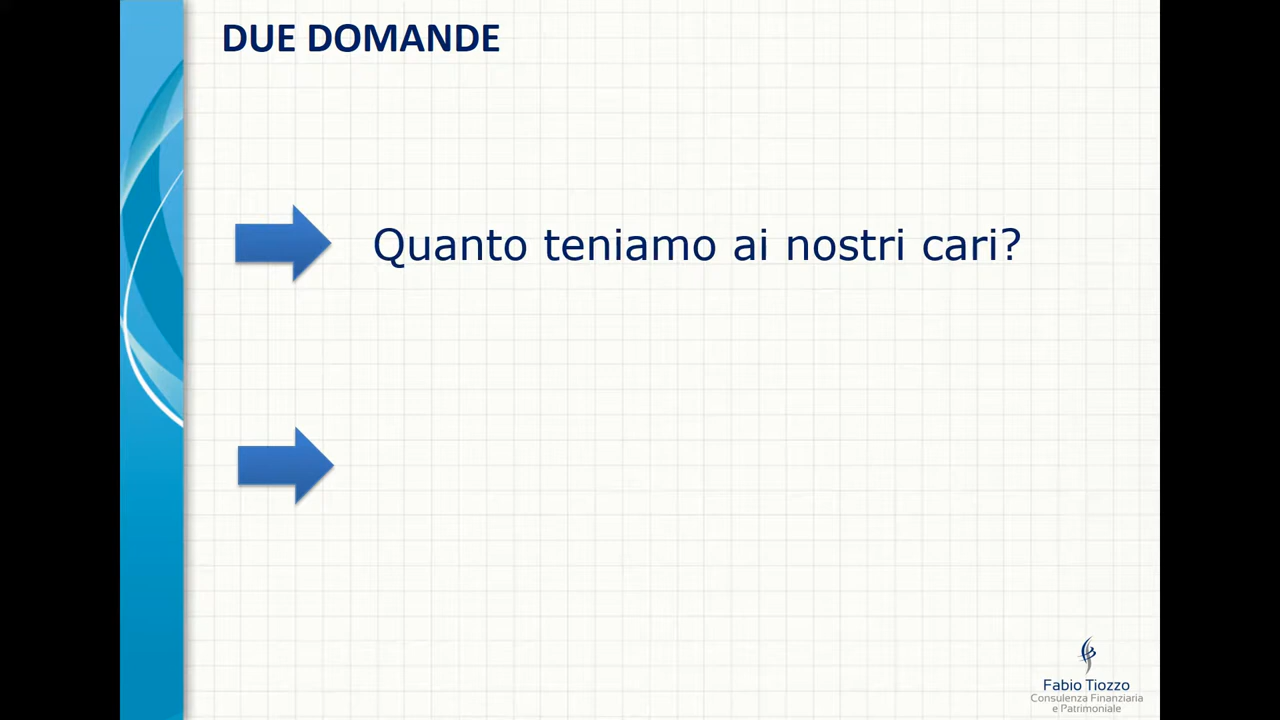 DUE DOMANDE
Quanto teniamo ai nostri cari?
Fabio Tiozzo
Consulenza Finanziaria
e Patrimoniale